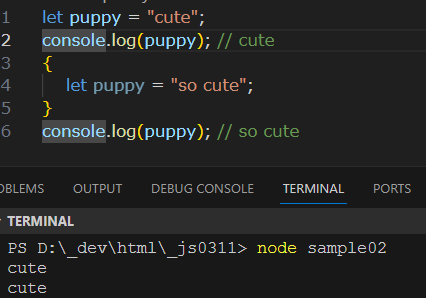 1 let puppy = "cute";
2 console.log(puppy); // cute
3 {
4 let puppy = "so cute";
5 }
6 console.log(puppy); // so cute
OBLEMS OUTPUT DEBUG CONSOLE TERMINAL PORTS
TERMINAL
PS D:\_dev\html\_js0311> node sample02
cute
cute